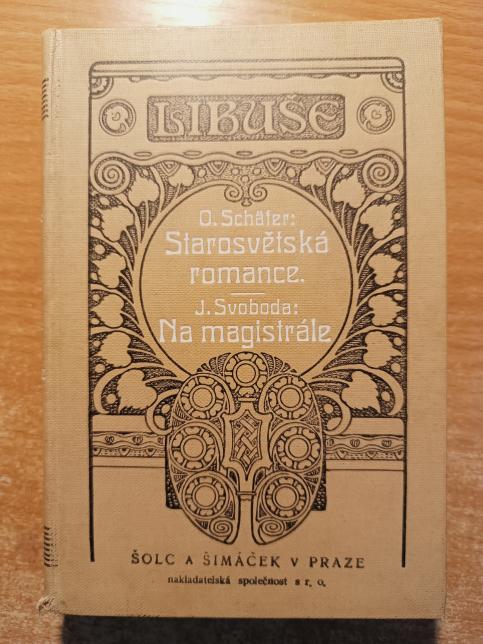 LIBUŠE
O. Schäfer:
Starosvětská
romance.
J. Svoboda:
Na magistrále
ŠOLC A ŠIMÁČEK V PRAZE
nakladatelská společnost s r. o.